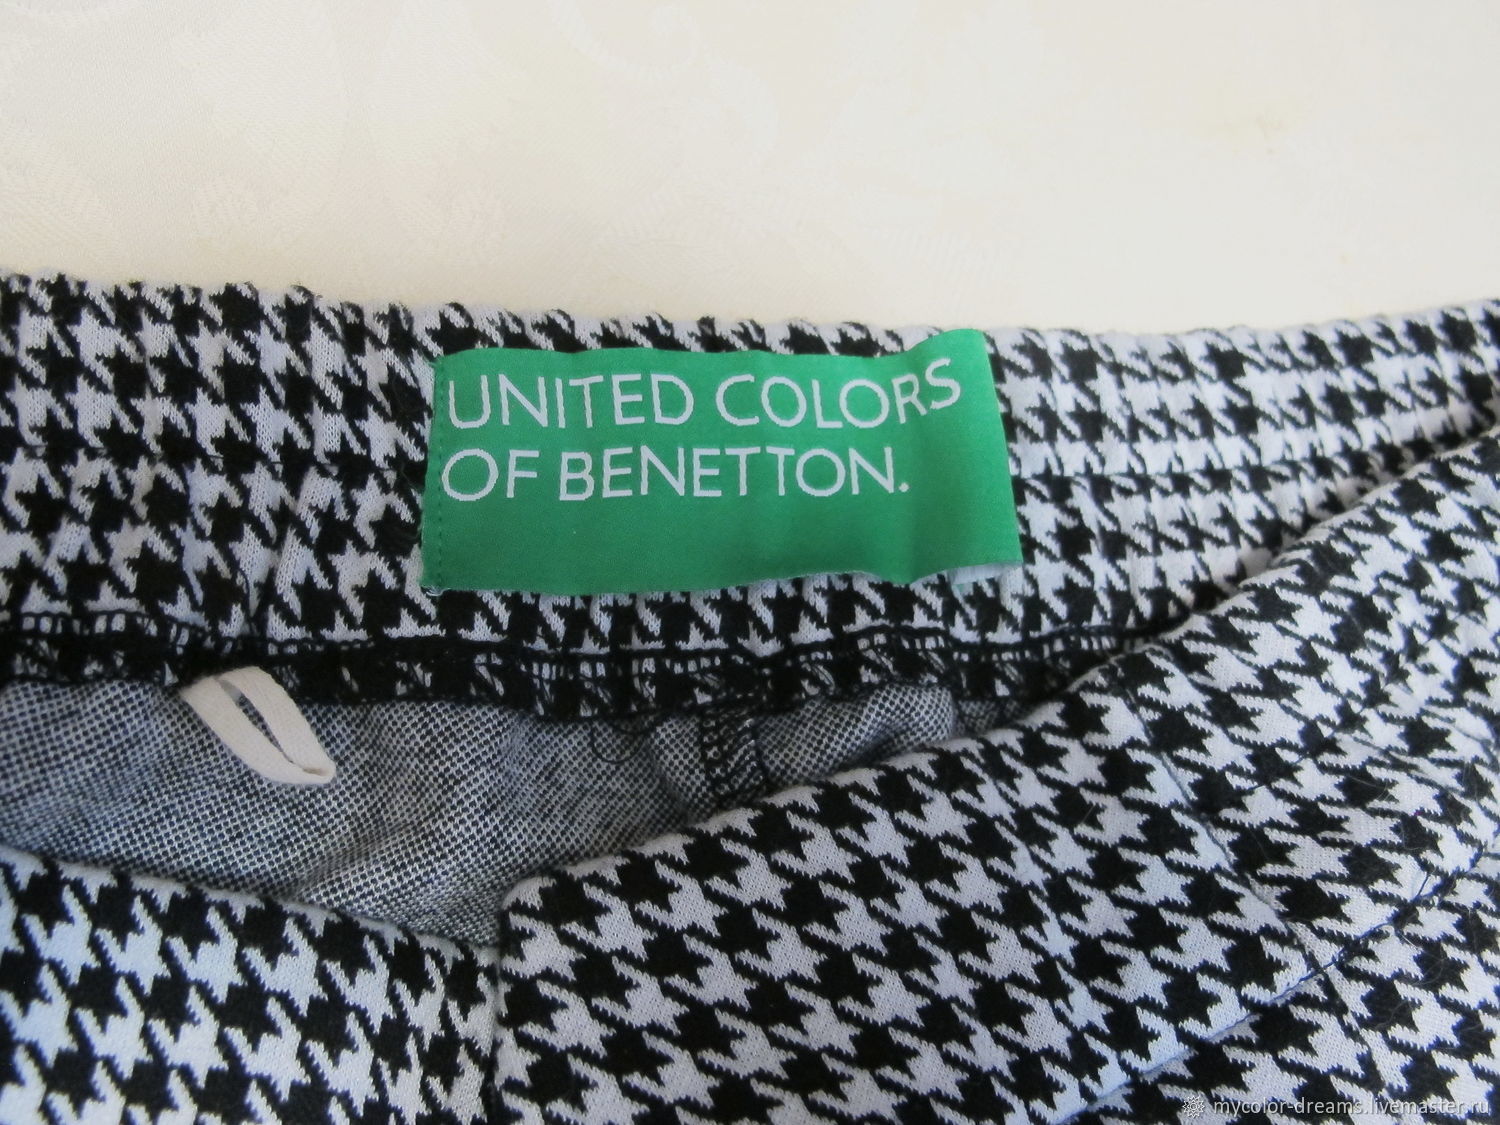 UNITED COLORS
OF BENETTON.
mycolor-dreams.livemaster.ru